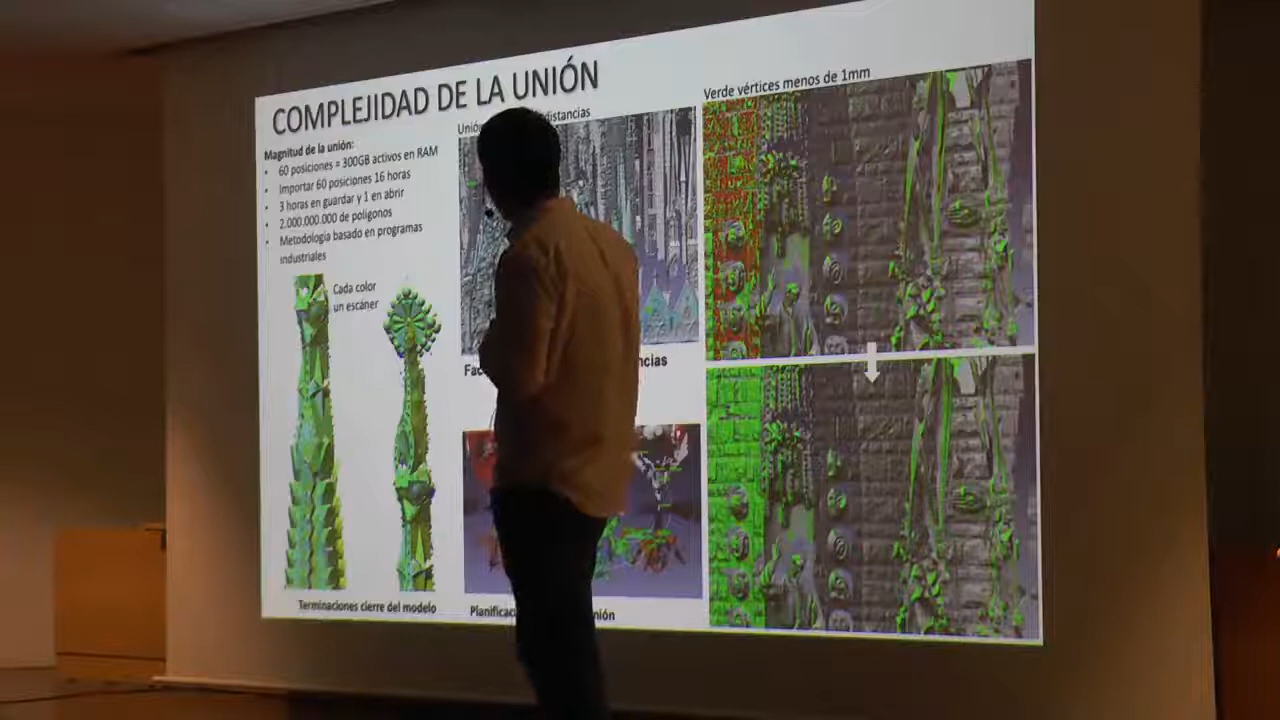 COMPLEJIDAD DE LA UNIÓN
Magnitud de la unión:
• 60 posiciones = 300GB activos en RAM
• Importar 60 posiciones 16 horas
• 3 horas en guardar y 1 en abrir
• 2.000.000.000 de polígonos
• Metodología basado en programas
industriales
Cada color
un escáner
Terminaciones cierre del modelo
distancias
Verde vértices menos de 1mm